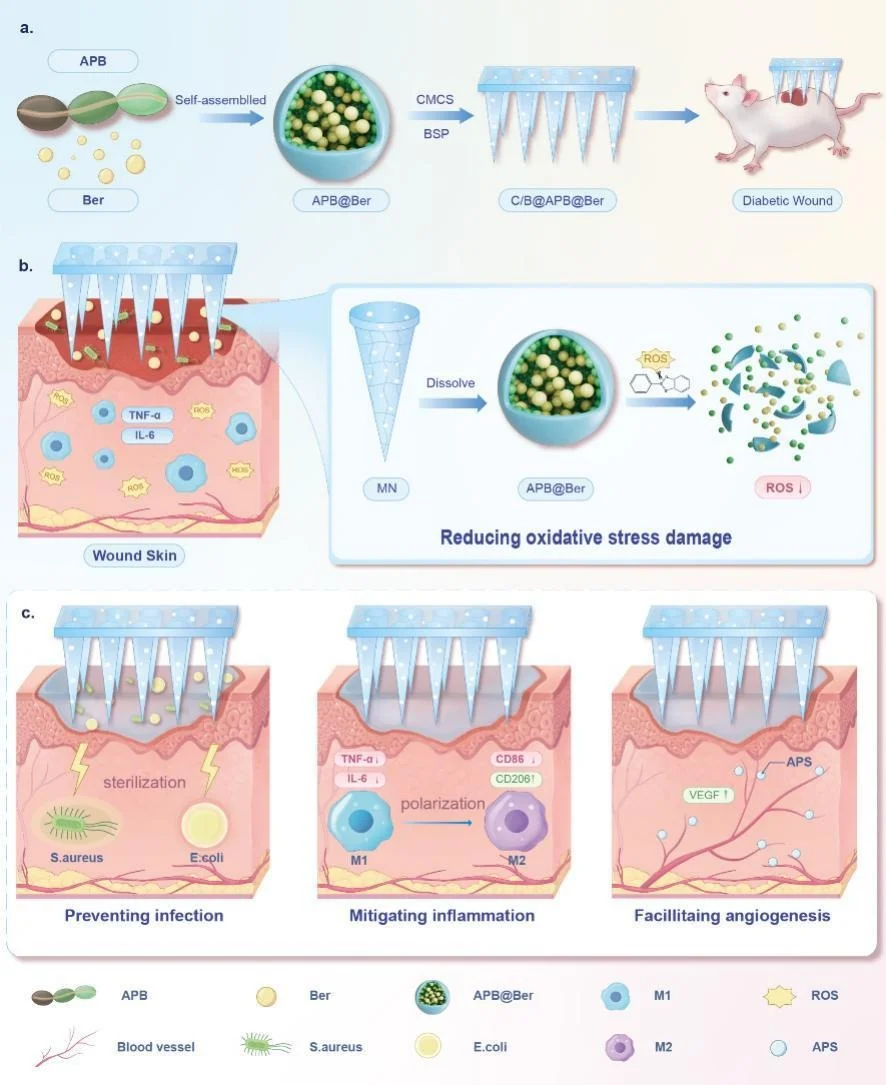 a.
APB
Self-assemblled
CMCS
BSP
Ber
APB@Ber
C/B@APB@Ber
Diabetic Wound
b.
ROS
Dissolve
ROS
TNF-α
ROS
IL-6
ROS
ROS
ROS
MN
APB@Ber
ROS ↓
Reducing oxidative stress damage
Wound Skin
c.
sterilization
S.aureus
E.coli
Preventing infection
TNF-α↓
CD86 ↓
IL-6 ↓
CD206↑
polarization
M1
M2
Mitigating inflammation
APS
VEGF ↑
Facillitaing angiogenesis
APB
Ber
APB@Ber
M1
ROS
Blood vessel
S.aureus
E.coli
M2
APS